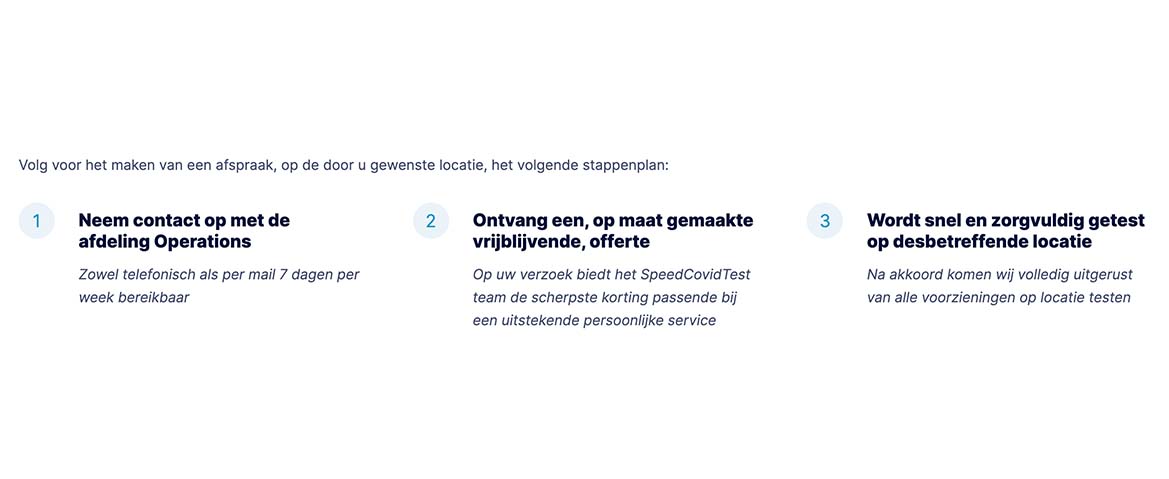 Volg voor het maken van een afspraak, op de door u gewenste locatie, het volgende stappenplan:
1
Neem contact op met de
afdeling Operations
Zowel telefonisch als per mail 7 dagen per
week bereikbaar
2
Ontvang een, op maat gemaakte
vrijblijvende, offerte
Op uw verzoek biedt het SpeedCovidTest
team de scherpste korting passende bij
een uitstekende persoonlijke service
3
Wordt snel en zorgvuldig getest
op desbetreffende locatie
Na akkoord komen wij volledig uitgerust
van alle voorzieningen op locatie testen